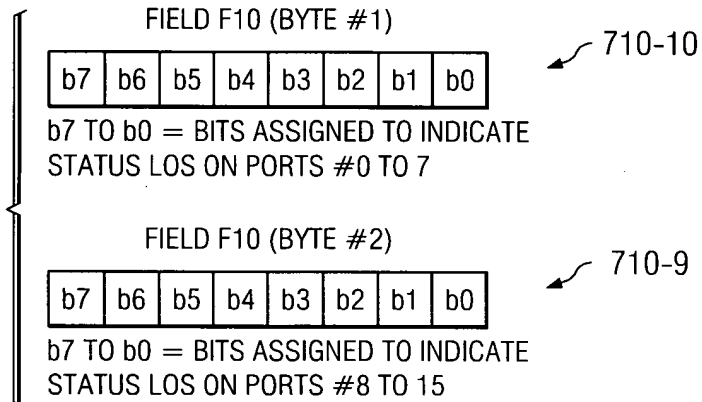 FIELD F10 (BYTE #1)
710-10
b7 b6 b5 b4 b3 b2 b1 b0
b7 TO b0 = BITS ASSIGNED TO INDICATE
STATUS LOS ON PORTS #0 TO 7
FIELD F10 (BYTE #2)
710-9
b7 b6 b5 b4 b3 b2 b1 b0
b7 TO b0 = BITS ASSIGNED TO INDICATE
STATUS LOS ON PORTS #8 TO 15